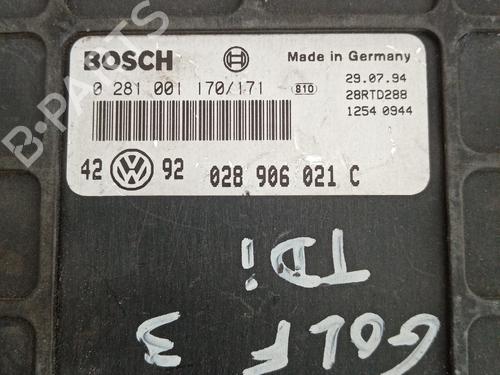 BOSCH
Made in Germany
0 281 001 170/171
810
29.07.94
28RTD288
1254 0944
42 VW 92 028 906 021 C
TDi
GOLF 3
B-PARTS